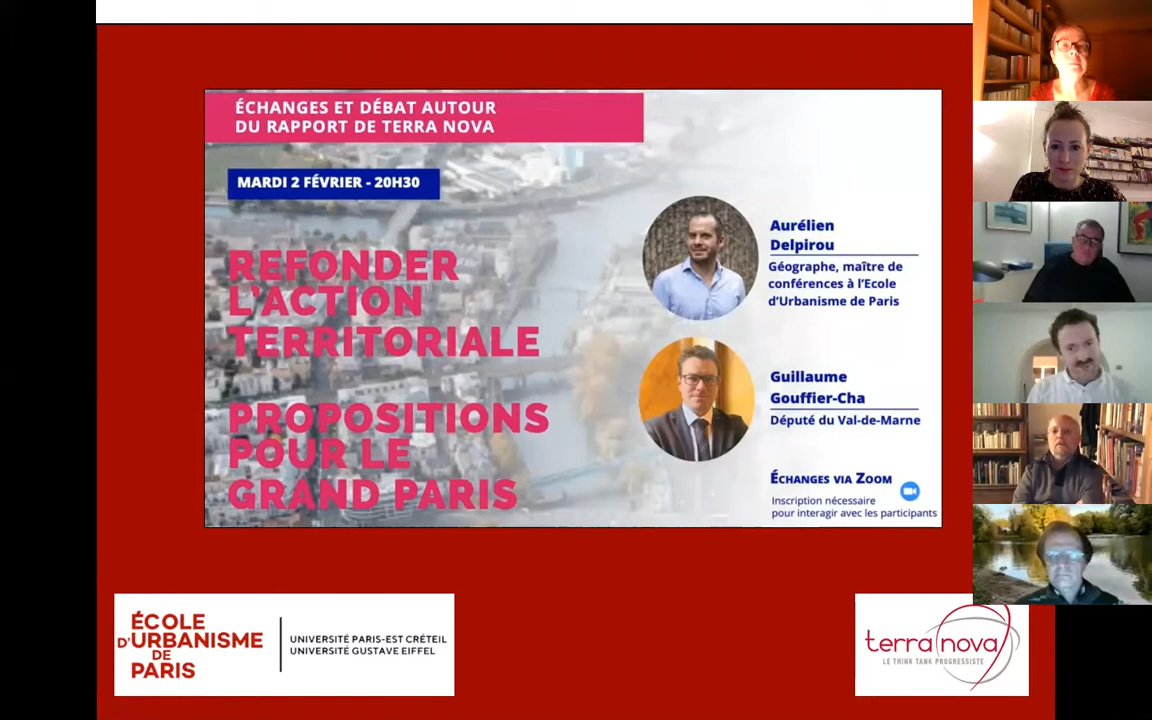 ÉCHANGES ET DÉBAT AUTOUR
DU RAPPORT DE TERRA NOVA
MARDI 2 FÉVRIER - 20H30
REFONDER
L'ACTION
TERRITORIALE
PROPOSITIONS
POUR LE
GRAND PARIS
Aurélien
Delpirou
Géographe, maître de
conférences à l'Ecole
d'Urbanisme de Paris
Guillaume
Gouffier-Cha
Député du Val-de-Marne
ÉCHANGES VIA ZOOM
Inscription nécessaire
pour interagir avec les participants
ÉCOLE
D'URBANISME
DE
PARIS
UNIVERSITÉ PARIS-EST CRÉTEIL
UNIVERSITÉ GUSTAVE EIFFEL
terra nova
LE THINK TANK PROGRESSISTE